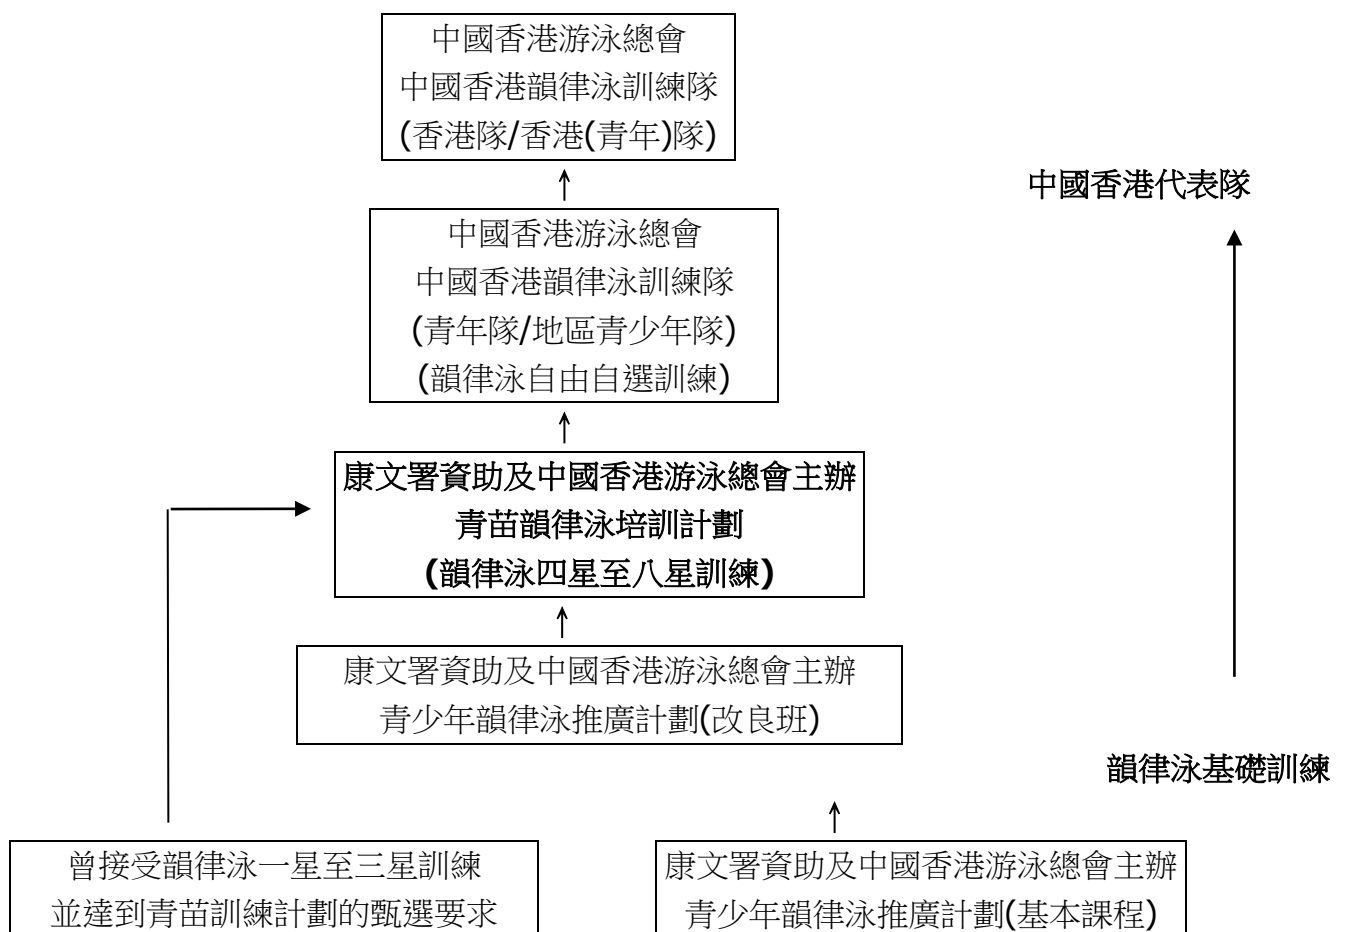 中國香港游泳總會
中國香港韻律泳訓練隊
(香港隊/香港(青年)隊)
中國香港代表隊
中國香港游泳總會
中國香港韻律泳訓練隊
(青年隊/地區青少年隊)
(韻律泳自由自選訓練)
康文署資助及中國香港游泳總會主辦
青苗韻律泳培訓計劃
(韻律泳四星至八星訓練)
康文署資助及中國香港游泳總會主辦
青少年韻律泳推廣計劃(改良班)
韻律泳基礎訓練
曾接受韻律泳一星至三星訓練
並達到青苗訓練計劃的甄選要求
康文署資助及中國香港游泳總會主辦
青少年韻律泳推廣計劃(基本課程)